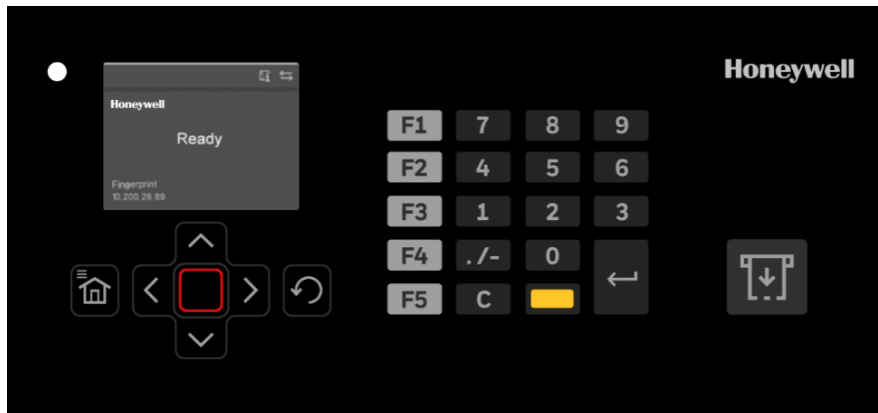 Honeywell
Honeywell
Ready
Fingerprint
10.200.28.89
F1 7 8 9
F2 4 5 6
F3 1 2 3
F4 ./- 0
F5 C